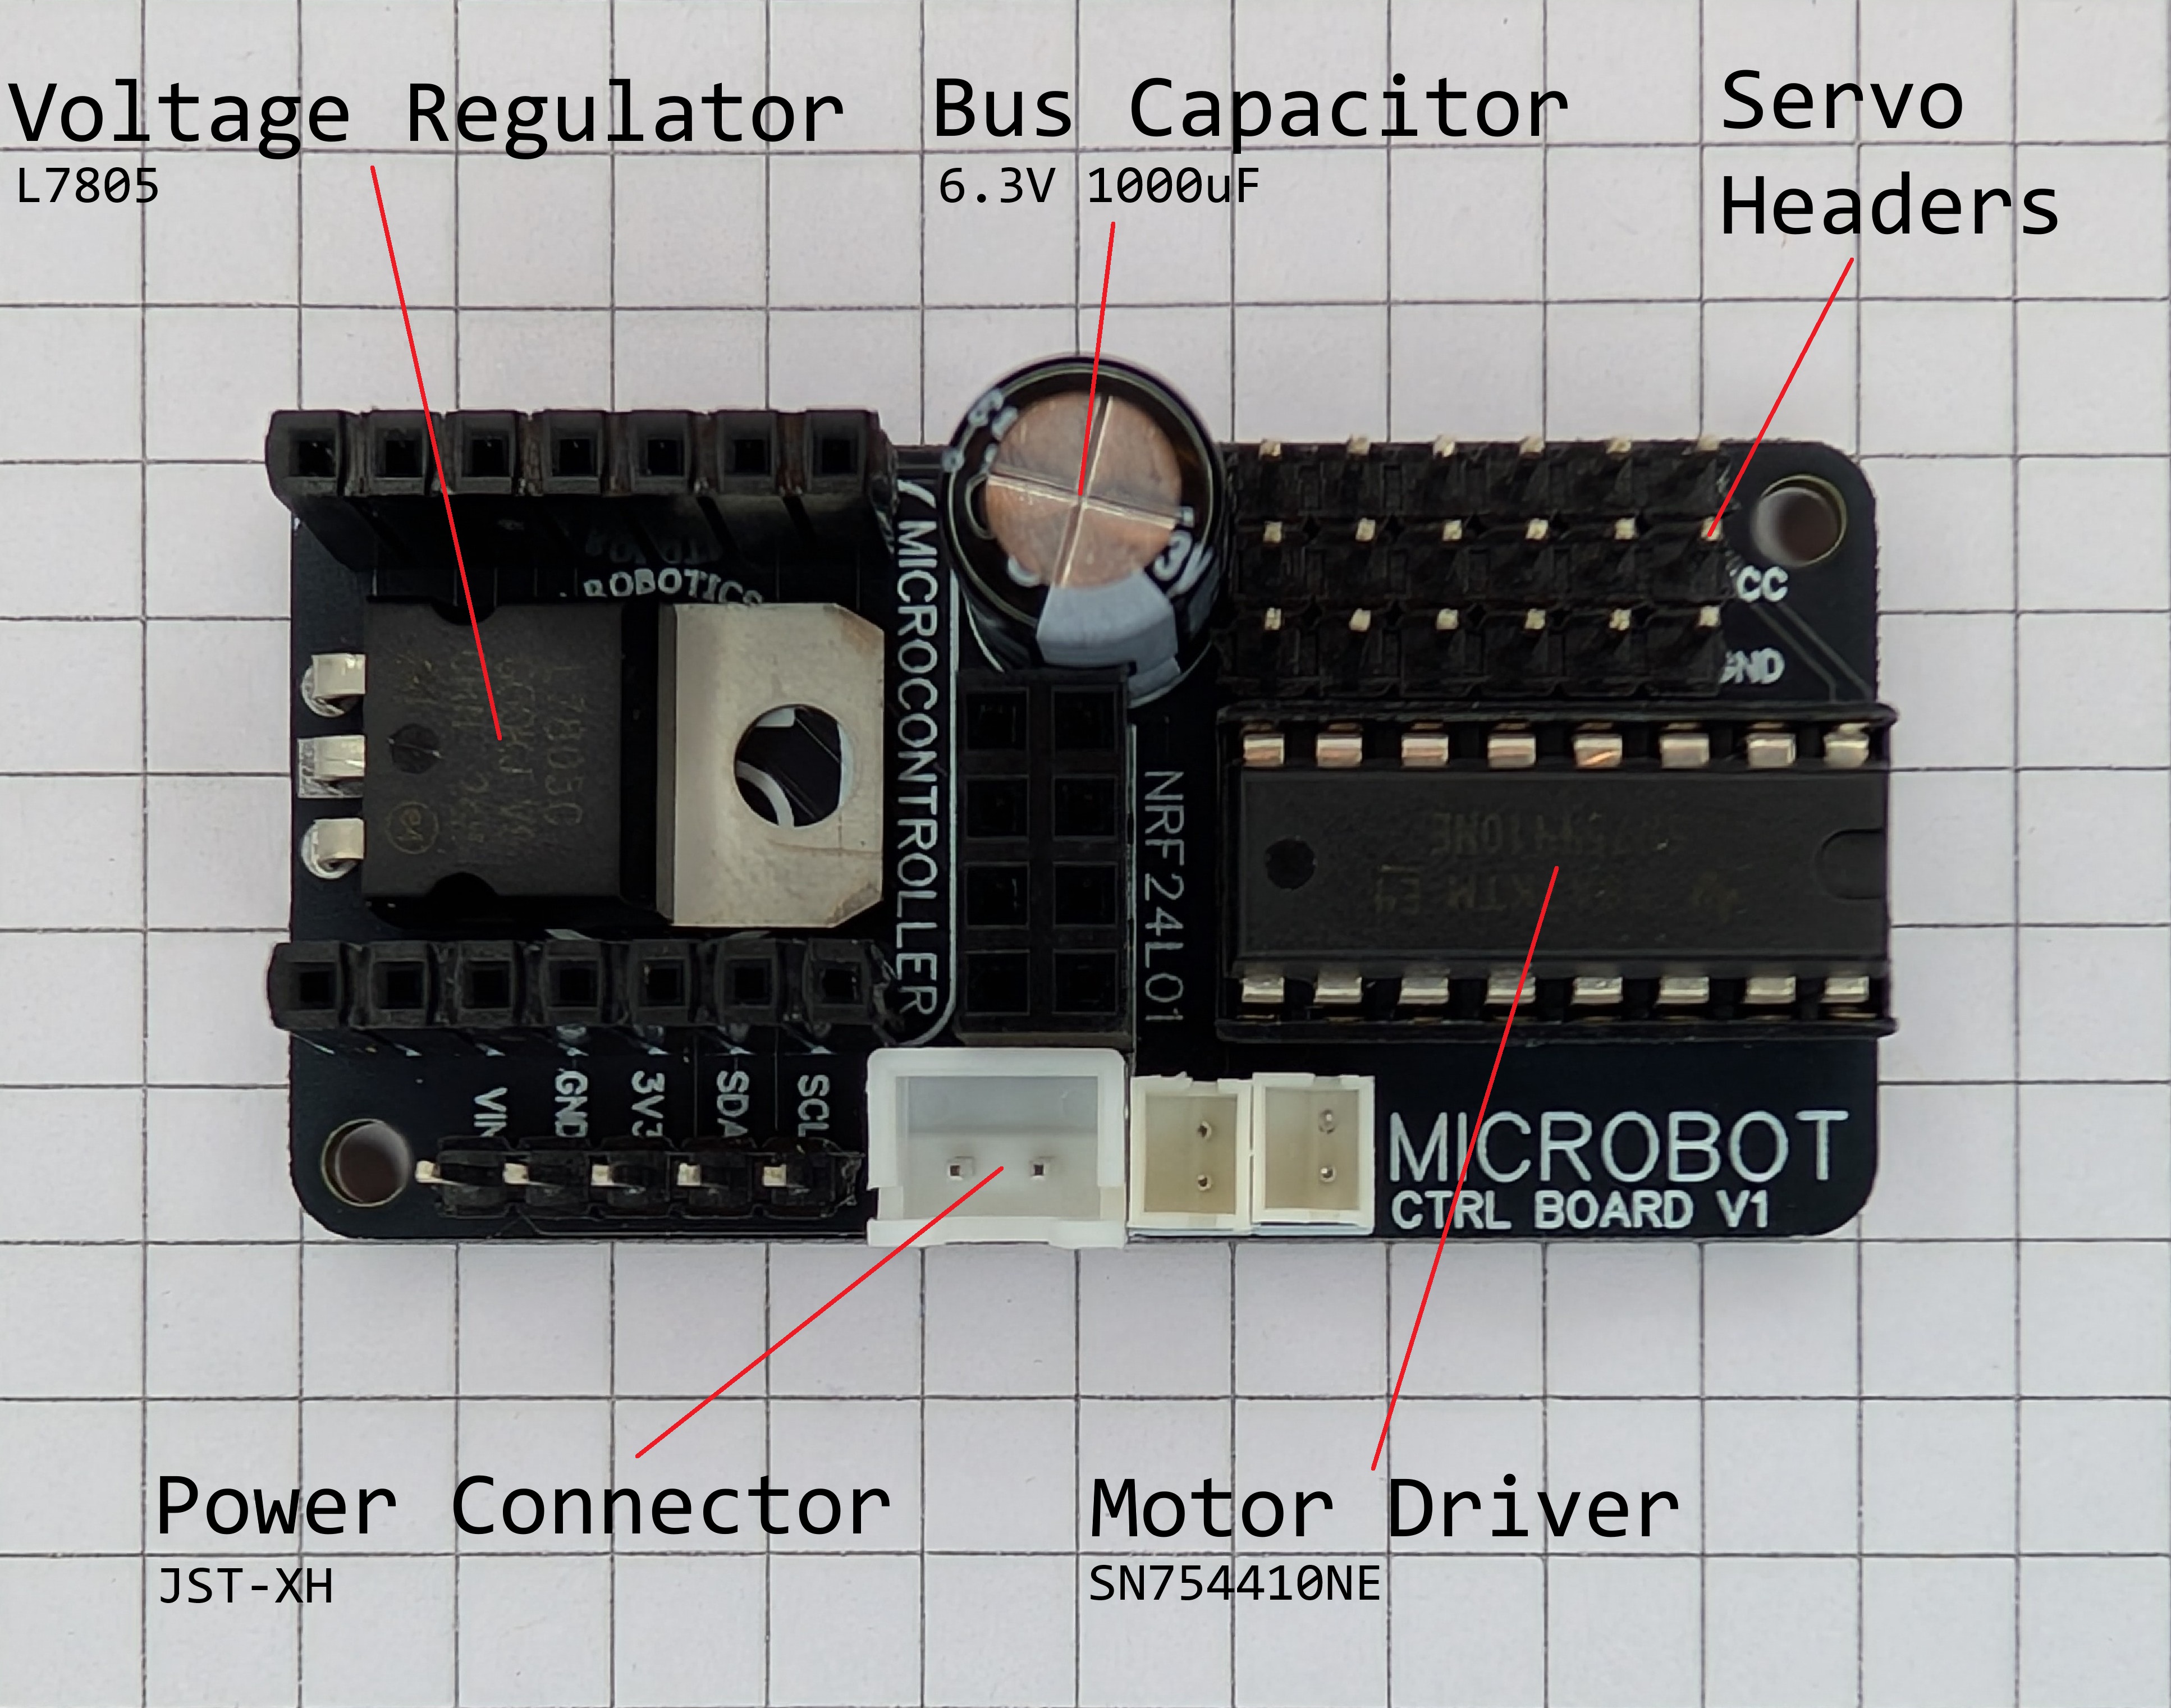 Voltage Regulator
L7805
Bus Capacitor
6.3V 1000uF
Servo
Headers
ROBOTICS
MICROCONTROLLER
NRF24L01
GND
VIN
GND
3V3
SDA
SCL
MICROBOT
CTRL BOARD V1
Power Connector
JST-XH
Motor Driver
SN754410NE